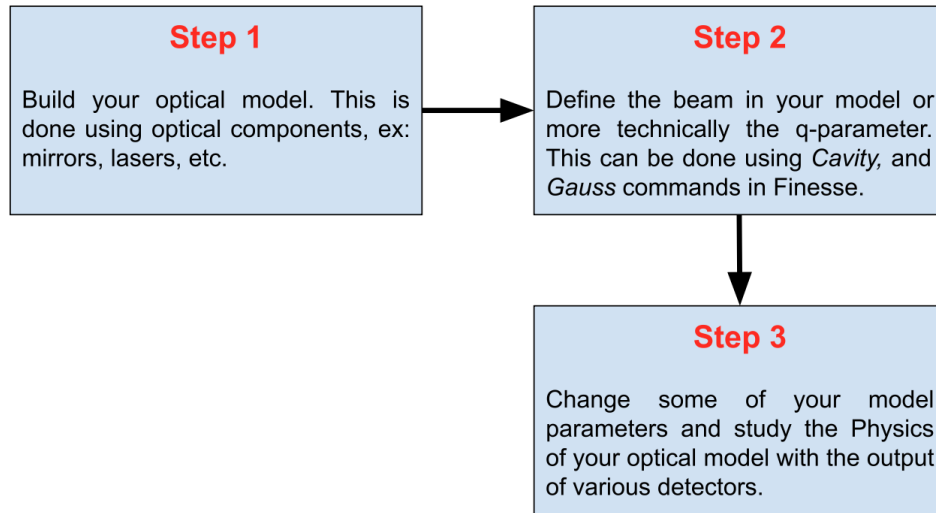 Step 1
Build your optical model. This is
done using optical components, ex:
mirrors, lasers, etc.
Step 2
Define the beam in your model or
more technically the q-parameter.
This can be done using Cavity, and
Gauss commands in Finesse.
Step 3
Change some of your model
parameters and study the Physics
of your optical model with the output
of various detectors.